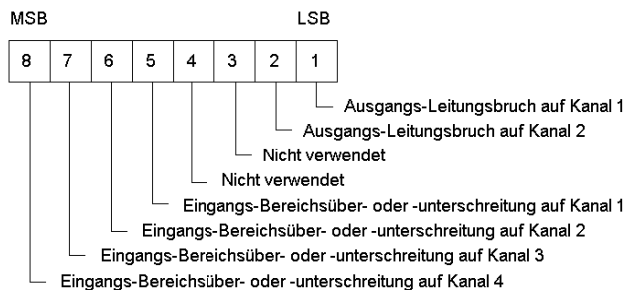 MSB LSB
8 7 6 5 4 3 2 1
Ausgangs-Leitungsbruch auf Kanal 1
Ausgangs-Leitungsbruch auf Kanal 2
Nicht verwendet
Nicht verwendet
Eingangs-Bereichsüber- oder -unterschreitung auf Kanal 1
Eingangs-Bereichsüber- oder -unterschreitung auf Kanal 2
Eingangs-Bereichsüber- oder -unterschreitung auf Kanal 3
Eingangs-Bereichsüber- oder -unterschreitung auf Kanal 4